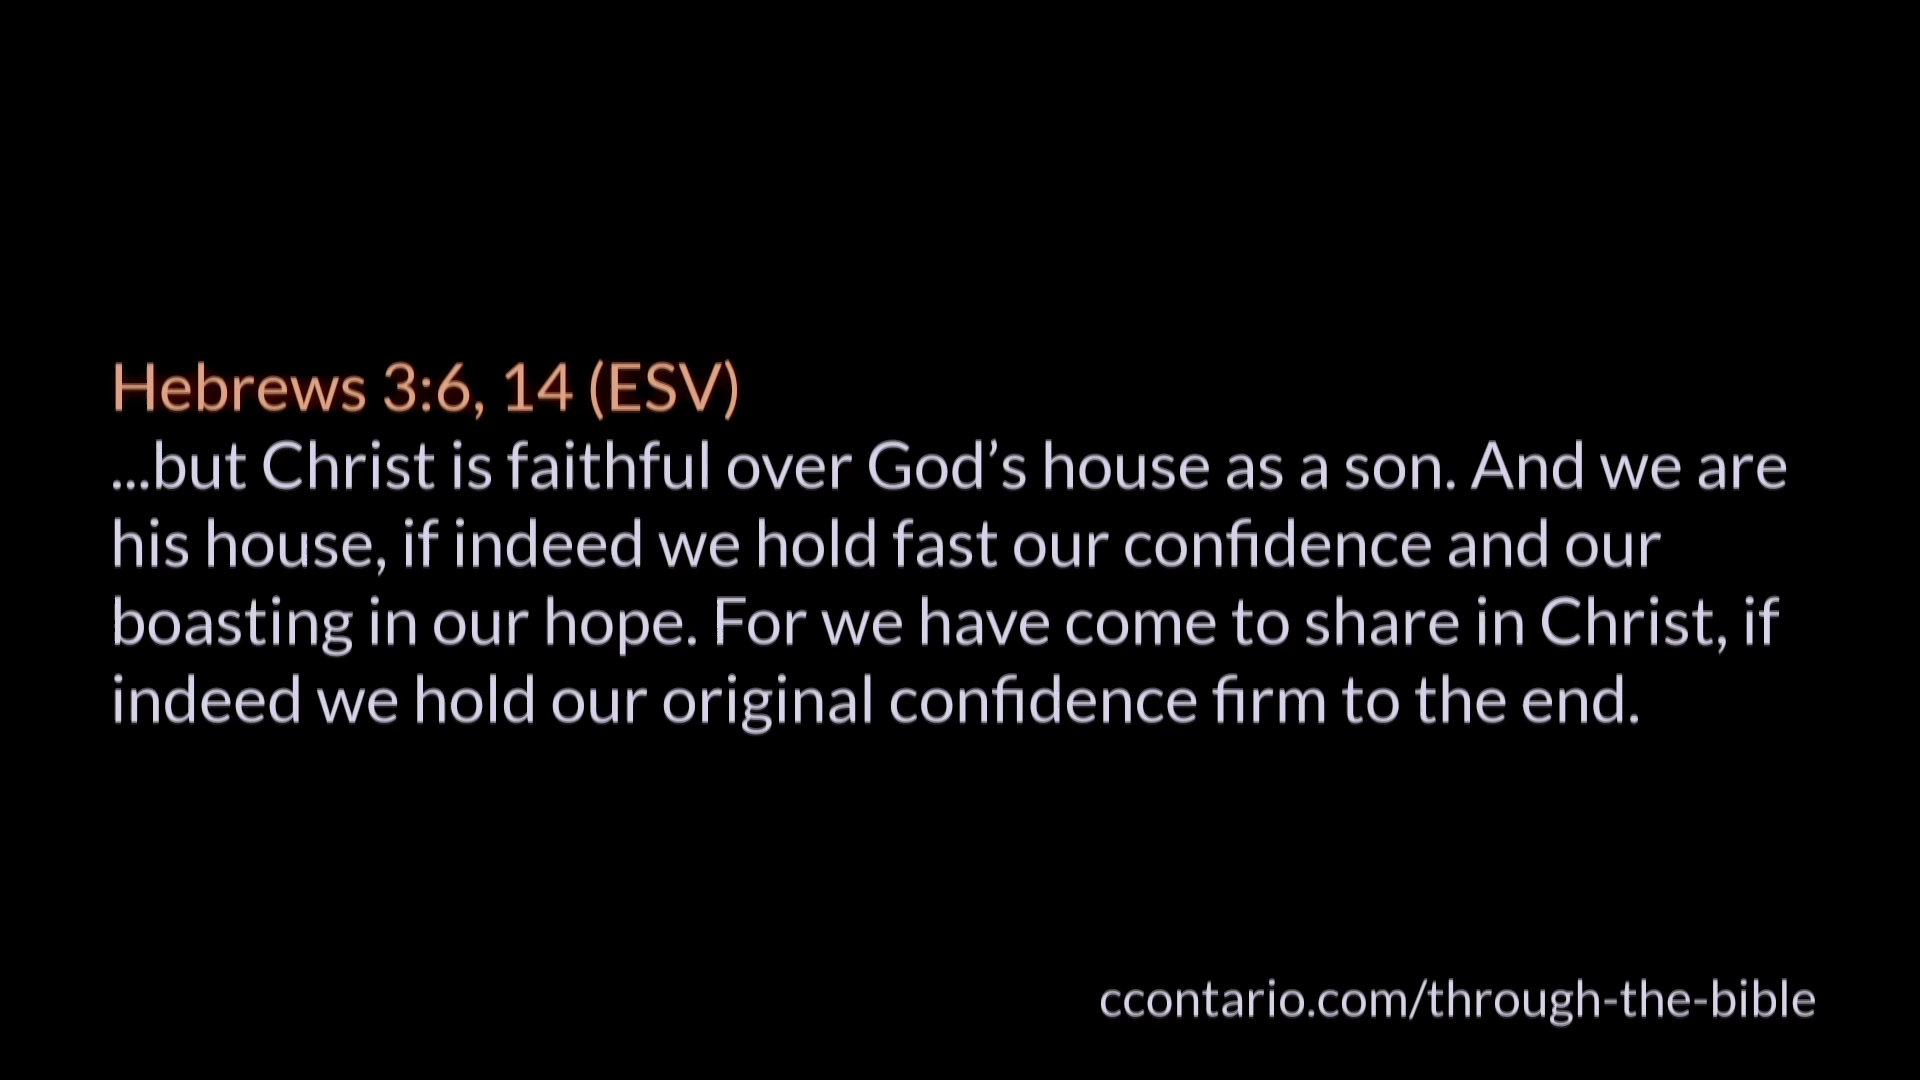 Hebrews 3:6, 14 (ESV)
...but Christ is faithful over God’s house as a son. And we are
his house, if indeed we hold fast our confidence and our
boasting in our hope. For we have come to share in Christ, if
indeed we hold our original confidence firm to the end.
ccontario.com/through-the-bible